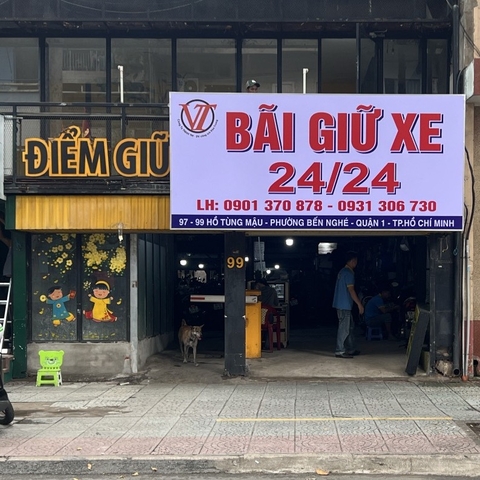 ĐIỂM GIỮ
VT
BÃI GIỮ XE
24/24
LH: 0901 370 878 - 0931 306 730
97 - 99 HỒ TÙNG MẬU - PHƯỜNG BẾN NGHÉ - QUẬN 1 - TP.HỒ CHÍ MINH
99